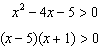 x² − 4x − 5 > 0
(x − 5)(x + 1) > 0